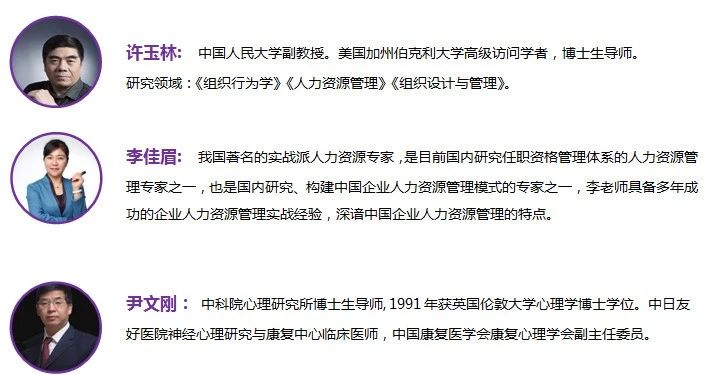 许玉林: 中国人民大学副教授。美国加州伯克利大学高级访问学者，博士生导师。
研究领域：《组织行为学》《人力资源管理》《组织设计与管理》。
李佳眉: 我国著名的实战派人力资源专家，是目前国内研究任职资格管理体系的人力资源管
理专家之一，也是国内研究、构建中国企业人力资源管理模式的专家之一，李老师具备多年成
功的企业人力资源管理实战经验，深谙中国企业人力资源管理的特点。
尹文刚： 中科院心理研究所博士生导师, 1991 年获英国伦敦大学心理学博士学位。中日友
好医院神经心理研究与康复中心临床医师，中国康复医学会康复心理学会副主任委员。